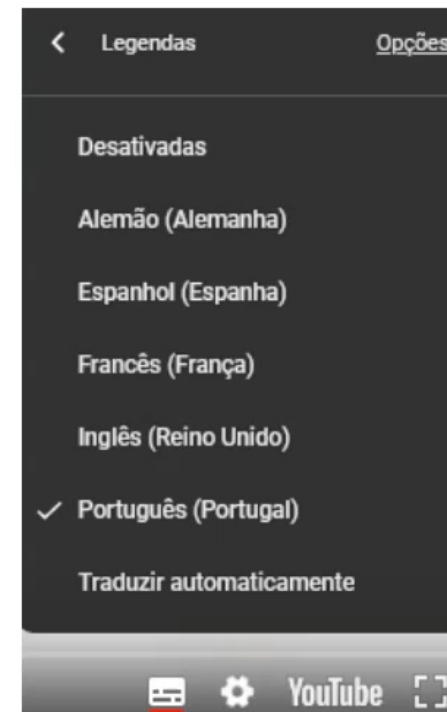 Legendas Opções
Desativadas
Alemão (Alemanha)
Espanhol (Espanha)
Francês (França)
Inglês (Reino Unido)
Português (Portugal)
Traduzir automaticamente
YouTube